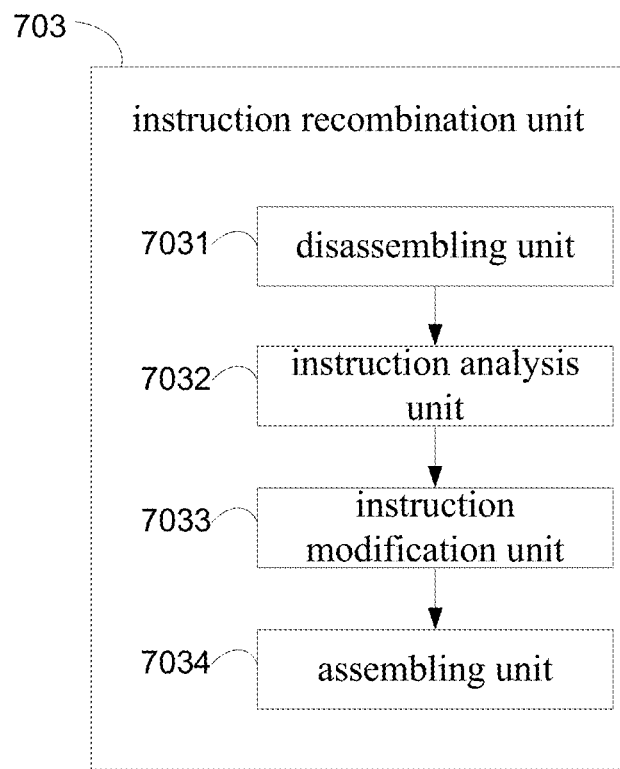 703
instruction recombination unit
7031
disassembling unit
7032
instruction analysis
unit
7033
instruction
modification unit
7034
assembling unit